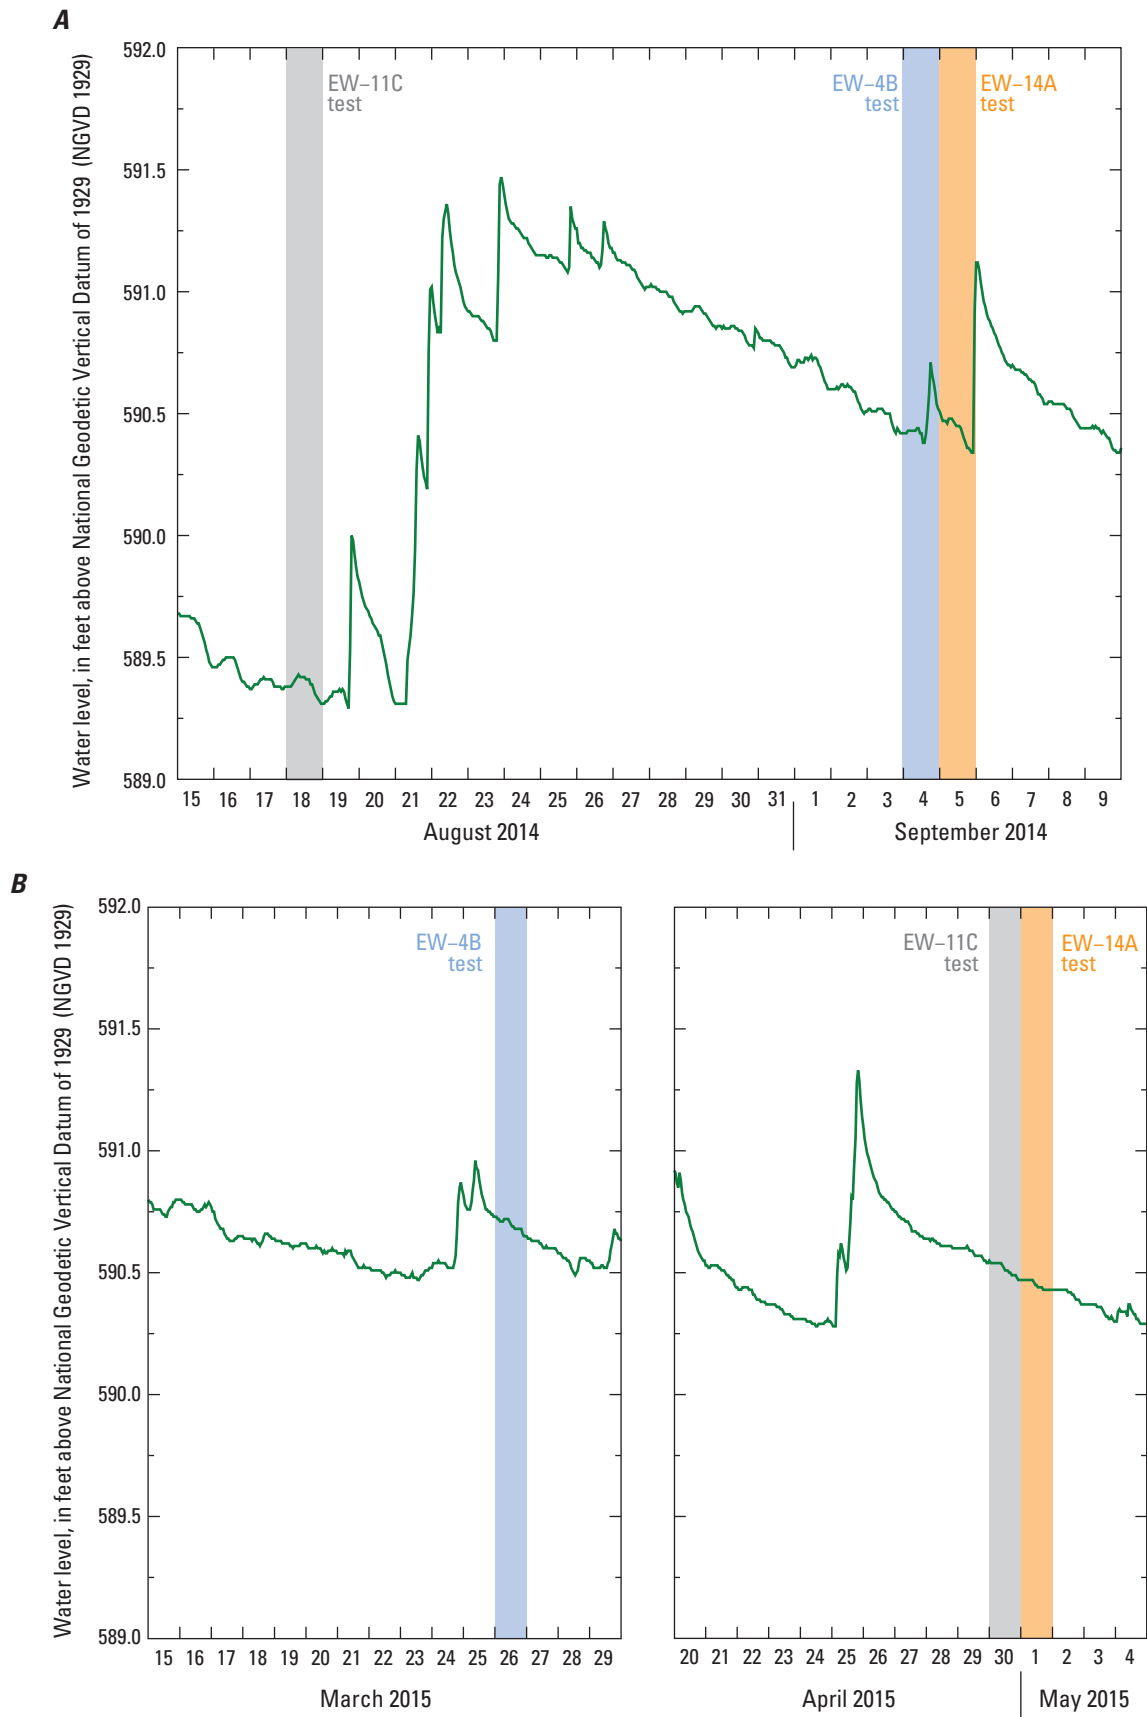 A
Water level, in feet above National Geodetic Vertical Datum of 1929 (NGVD 1929)
592.0
591.5
591.0
590.5
590.0
589.5
589.0
EW–11C
test
EW–4B
test
EW–14A
test
15 16 17 18 19 20 21 22 23 24 25 26 27 28 29 30 31 1 2 3 4 5 6 7 8 9
August 2014
September 2014
B
Water level, in feet above National Geodetic Vertical Datum of 1929 (NGVD 1929)
592.0
591.5
591.0
590.5
590.0
589.5
589.0
EW–4B
test
15 16 17 18 19 20 21 22 23 24 25 26 27 28 29
March 2015
EW–11C
test
EW–14A
test
20 21 22 23 24 25 26 27 28 29 30 1 2 3 4
April 2015
May 2015